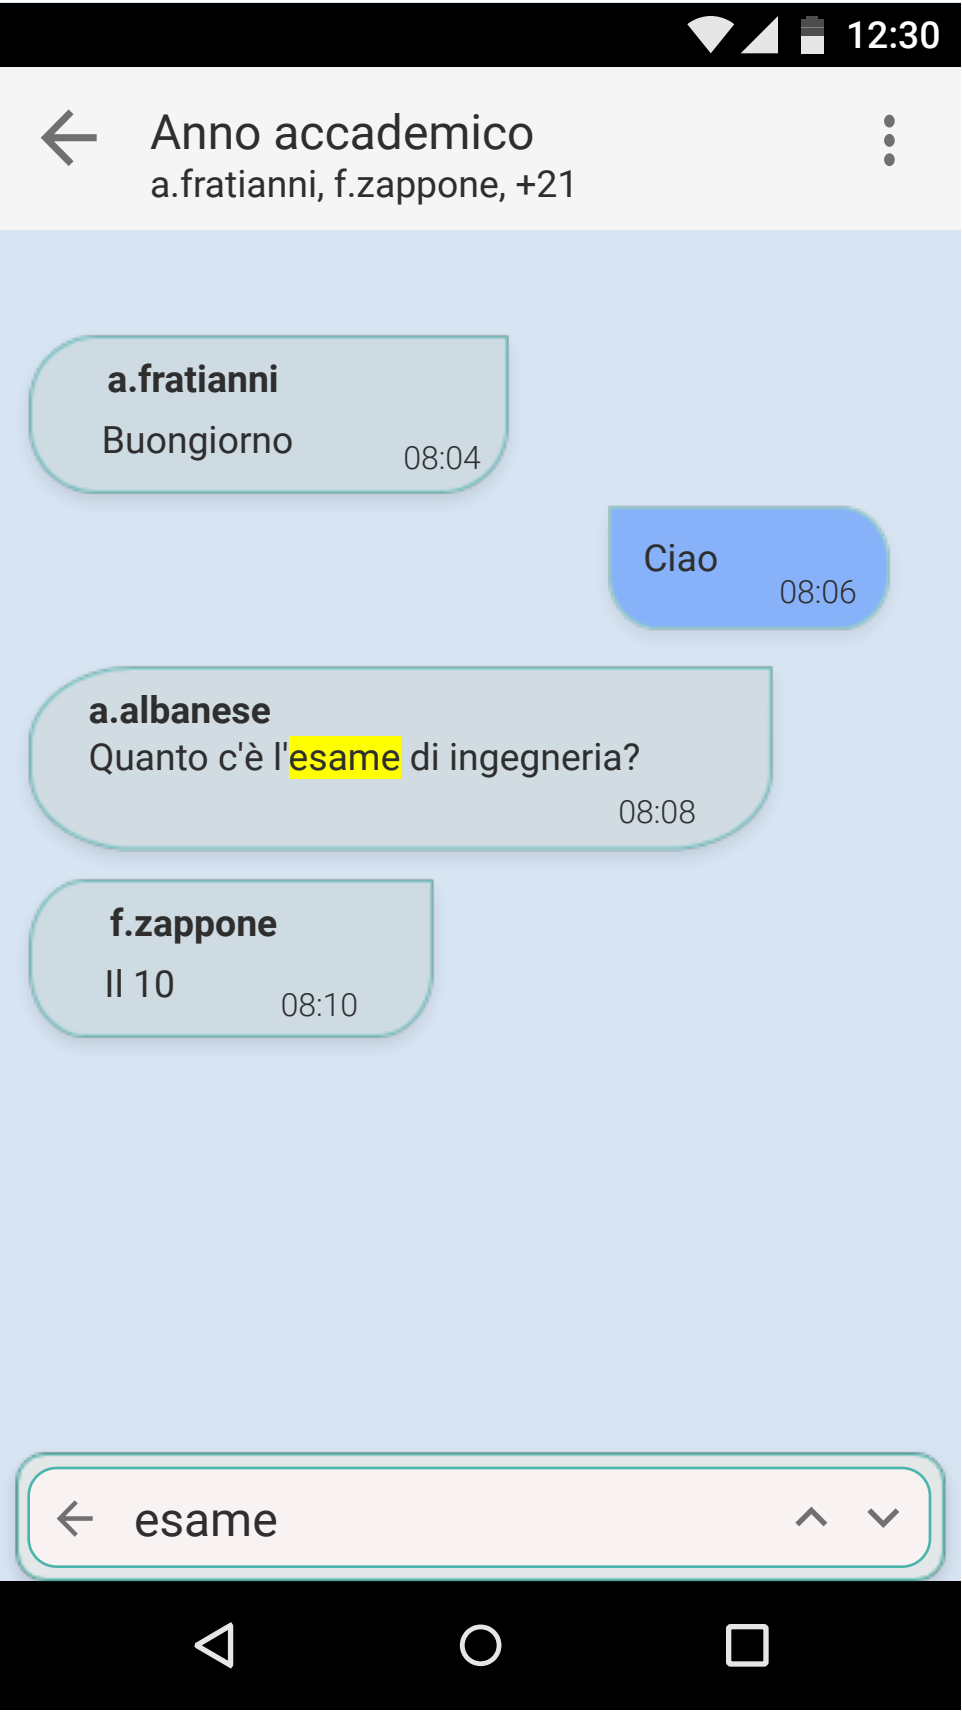 12:30
Anno accademico
a.fratianni, f.zappone, +21
a.fratianni
Buongiorno
08:04
Ciao
08:06
a.albanese
Quanto c'è l'esame di ingegneria?
08:08
f.zappone
Il 10
08:10
esame